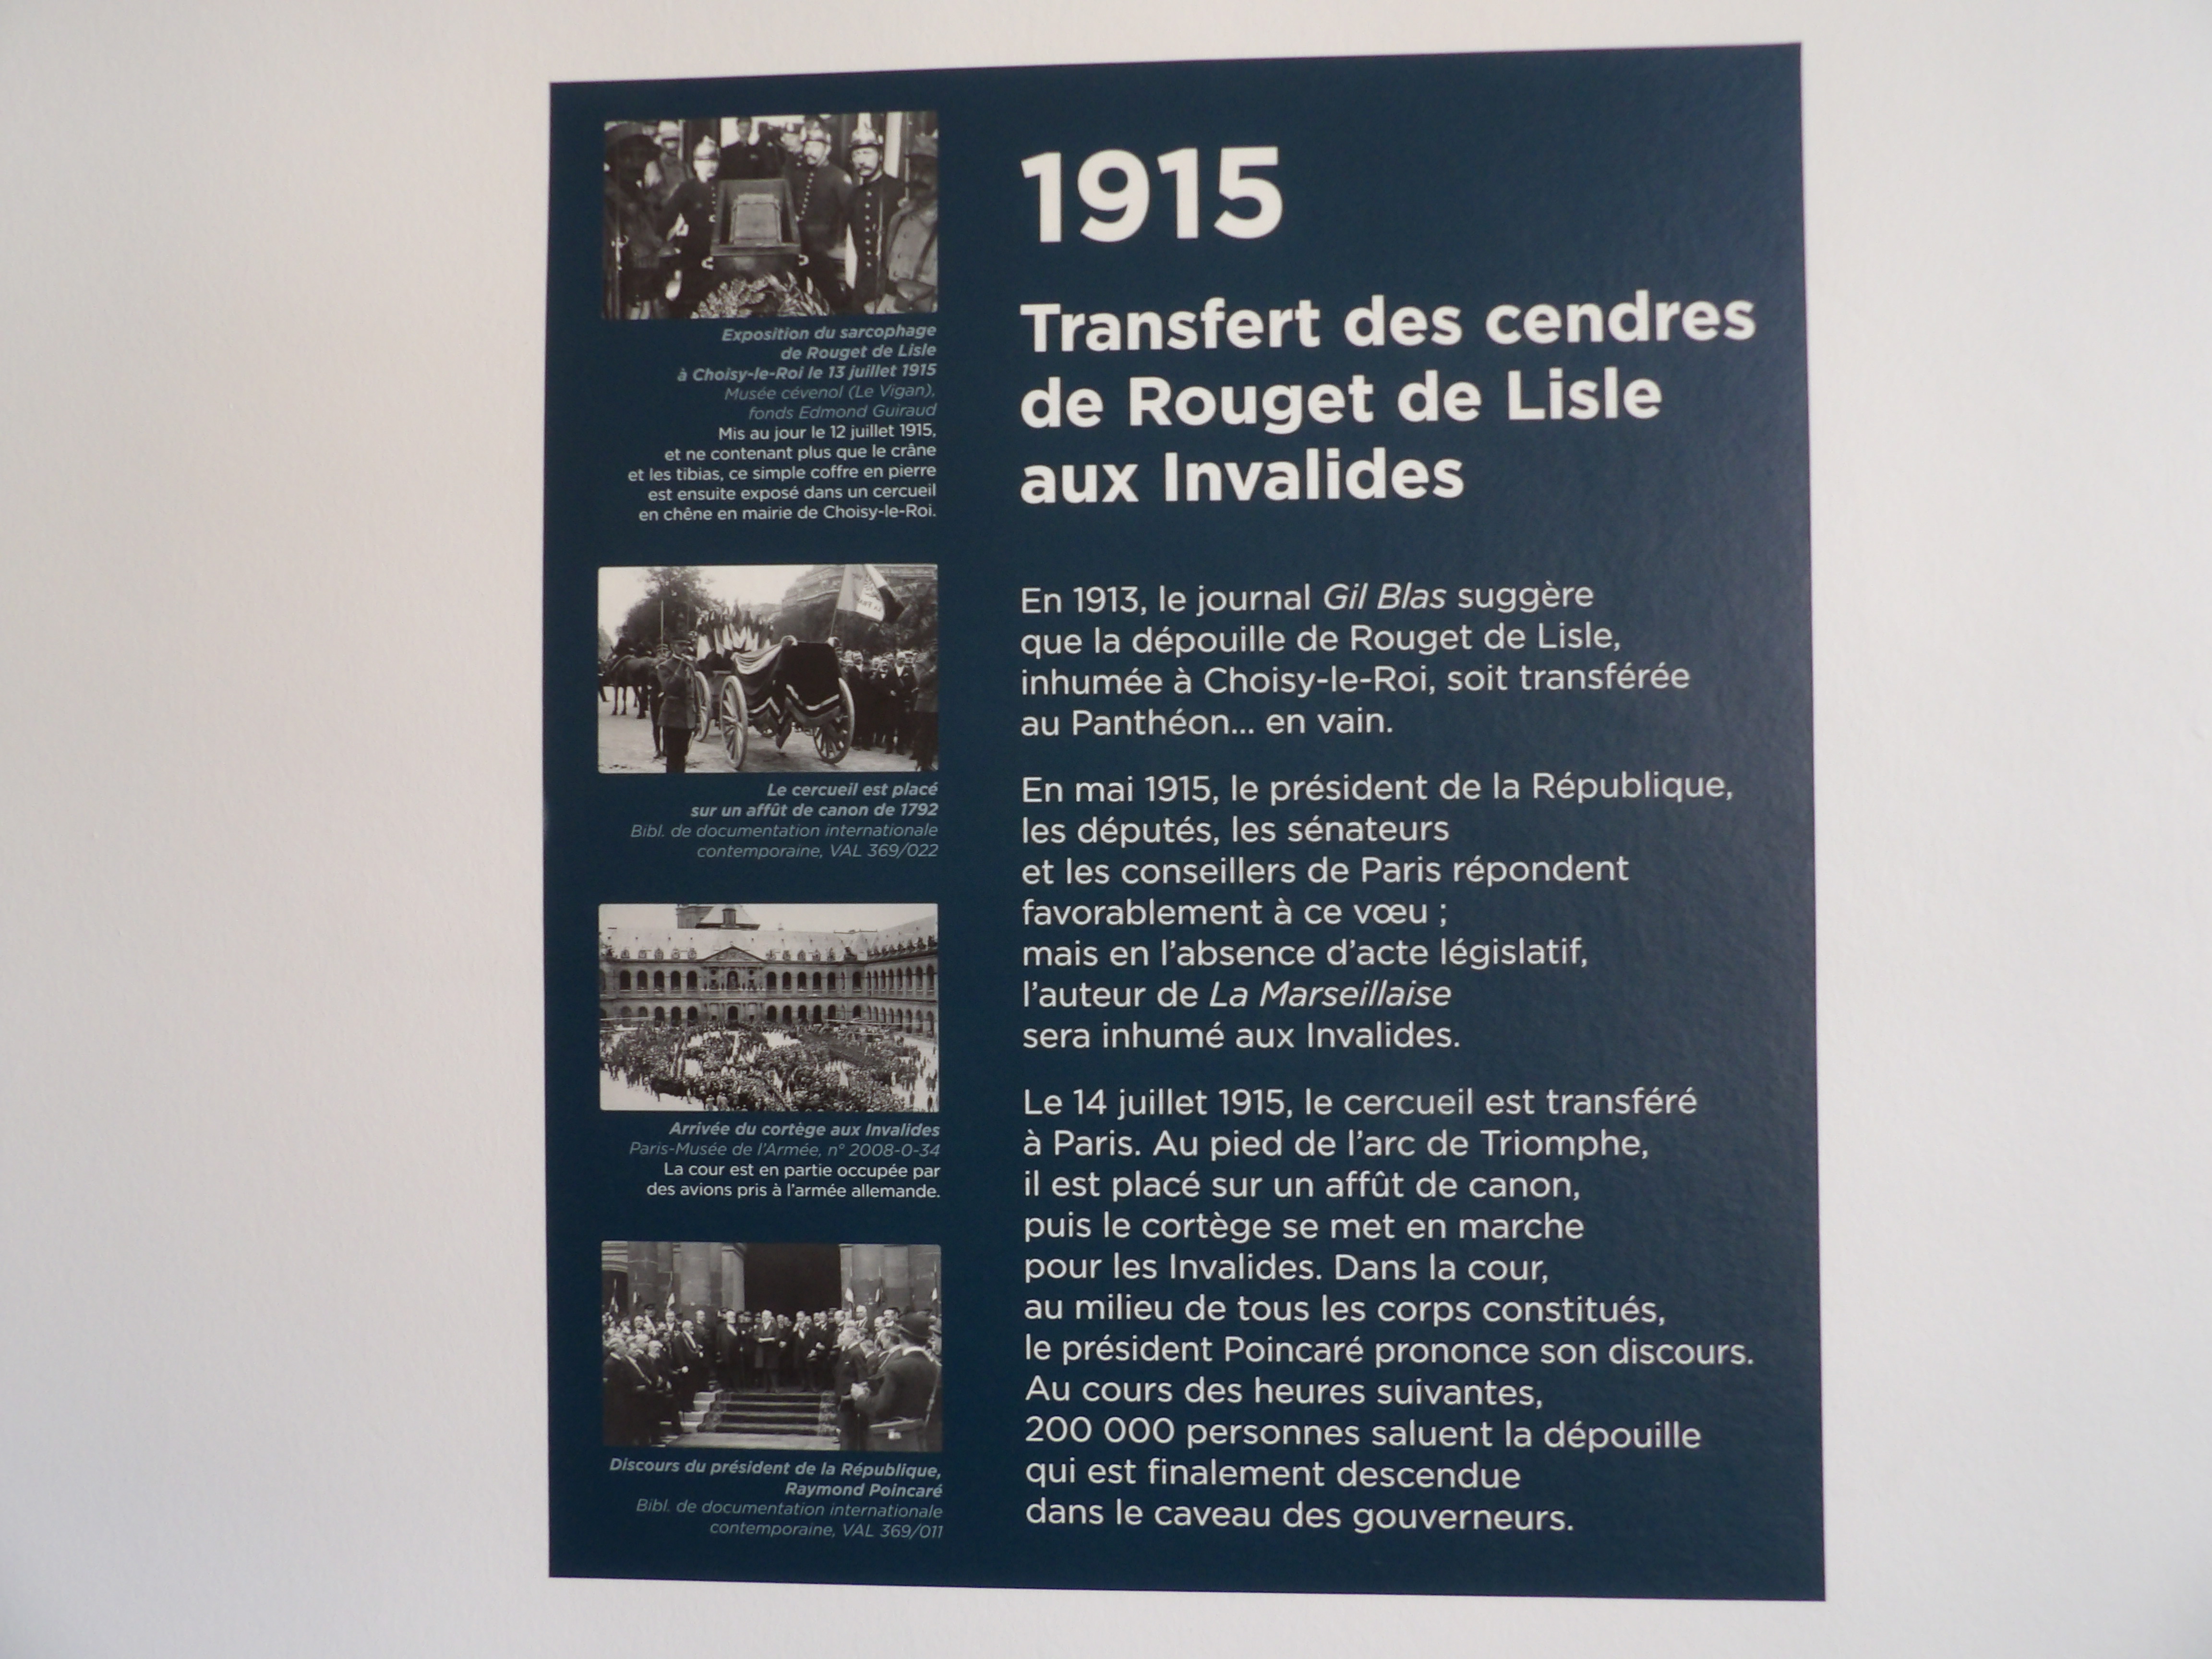 Exposition du sarcophage
de Rouget de Lisle
à Choisy-le-Roi le 13 juillet 1915
Musée cévenol (Le Vigan),
fonds Edmond Guiraud
Mis au jour le 12 juillet 1915,
et ne contenant plus que le crâne
et les tibias, ce simple coffre en pierre
est ensuite exposé dans un cercueil
en chêne en mairie de Choisy-le-Roi.
Le cercueil est placé
sur un affût de canon de 1792
Bibl. de documentation internationale
contemporaine, VAL 369/022
Arrivée du cortège aux Invalides
Paris-Musée de l'Armée, n° 2008-0-34
La cour est en partie occupée par
des avions pris à l'armée allemande.
Discours du président de la République,
Raymond Poincaré
Bibl. de documentation internationale
contemporaine, VAL 369/011
1915
Transfert des cendres
de Rouget de Lisle
aux Invalides
En 1913, le journal Gil Blas suggère
que la dépouille de Rouget de Lisle,
inhumée à Choisy-le-Roi, soit transférée
au Panthéon... en vain.
En mai 1915, le président de la République,
les députés, les sénateurs
et les conseillers de Paris répondent
favorablement à ce vœu ;
mais en l'absence d'acte législatif,
l'auteur de La Marseillaise
sera inhumé aux Invalides.
Le 14 juillet 1915, le cercueil est transféré
à Paris. Au pied de l'arc de Triomphe,
il est placé sur un affût de canon,
puis le cortège se met en marche
pour les Invalides. Dans la cour,
au milieu de tous les corps constitués,
le président Poincaré prononce son discours.
Au cours des heures suivantes,
200 000 personnes saluent la dépouille
qui est finalement descendue
dans le caveau des gouverneurs.